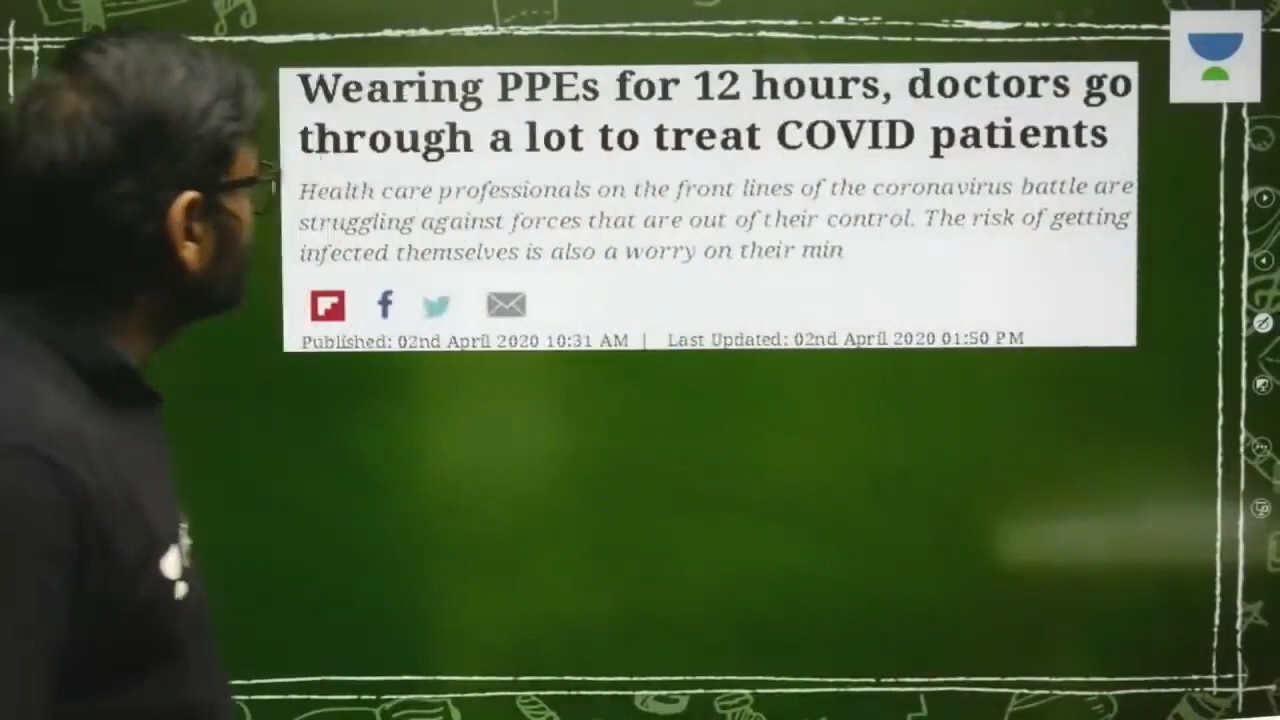 Wearing PPEs for 12 hours, doctors go
through a lot to treat COVID patients
Health care professionals on the front lines of the coronavirus battle are
struggling against forces that are out of their control. The risk of getting
infected themselves is also a worry on their min
Published: 02nd April 2020 10:31 AM | Last Updated: 02nd April 2020 01:50 PM